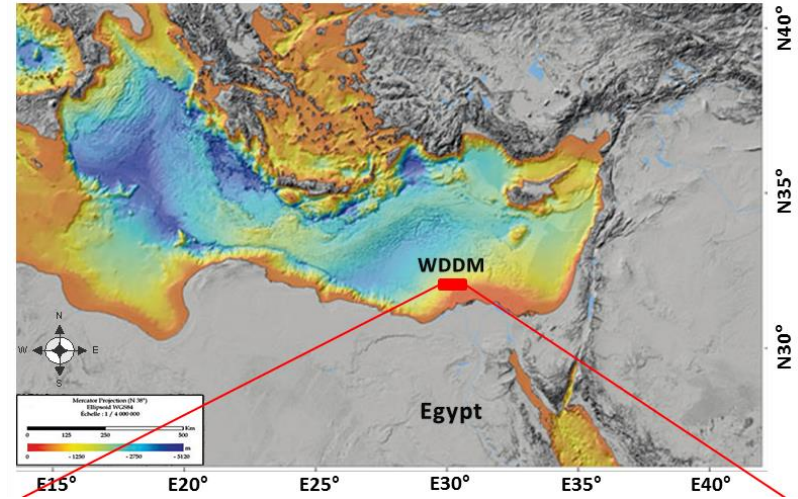 N40°
N35°
WDDM
N
W E
S
N30°
Mercator Projection (N 38°)
Ellipsoid WGS84
Échelle : 1 / 4 000 000
Km
0 125 250 500
m
0 -1250 -2750 -5120
Egypt
E15° E20° E25° E30° E35° E40°